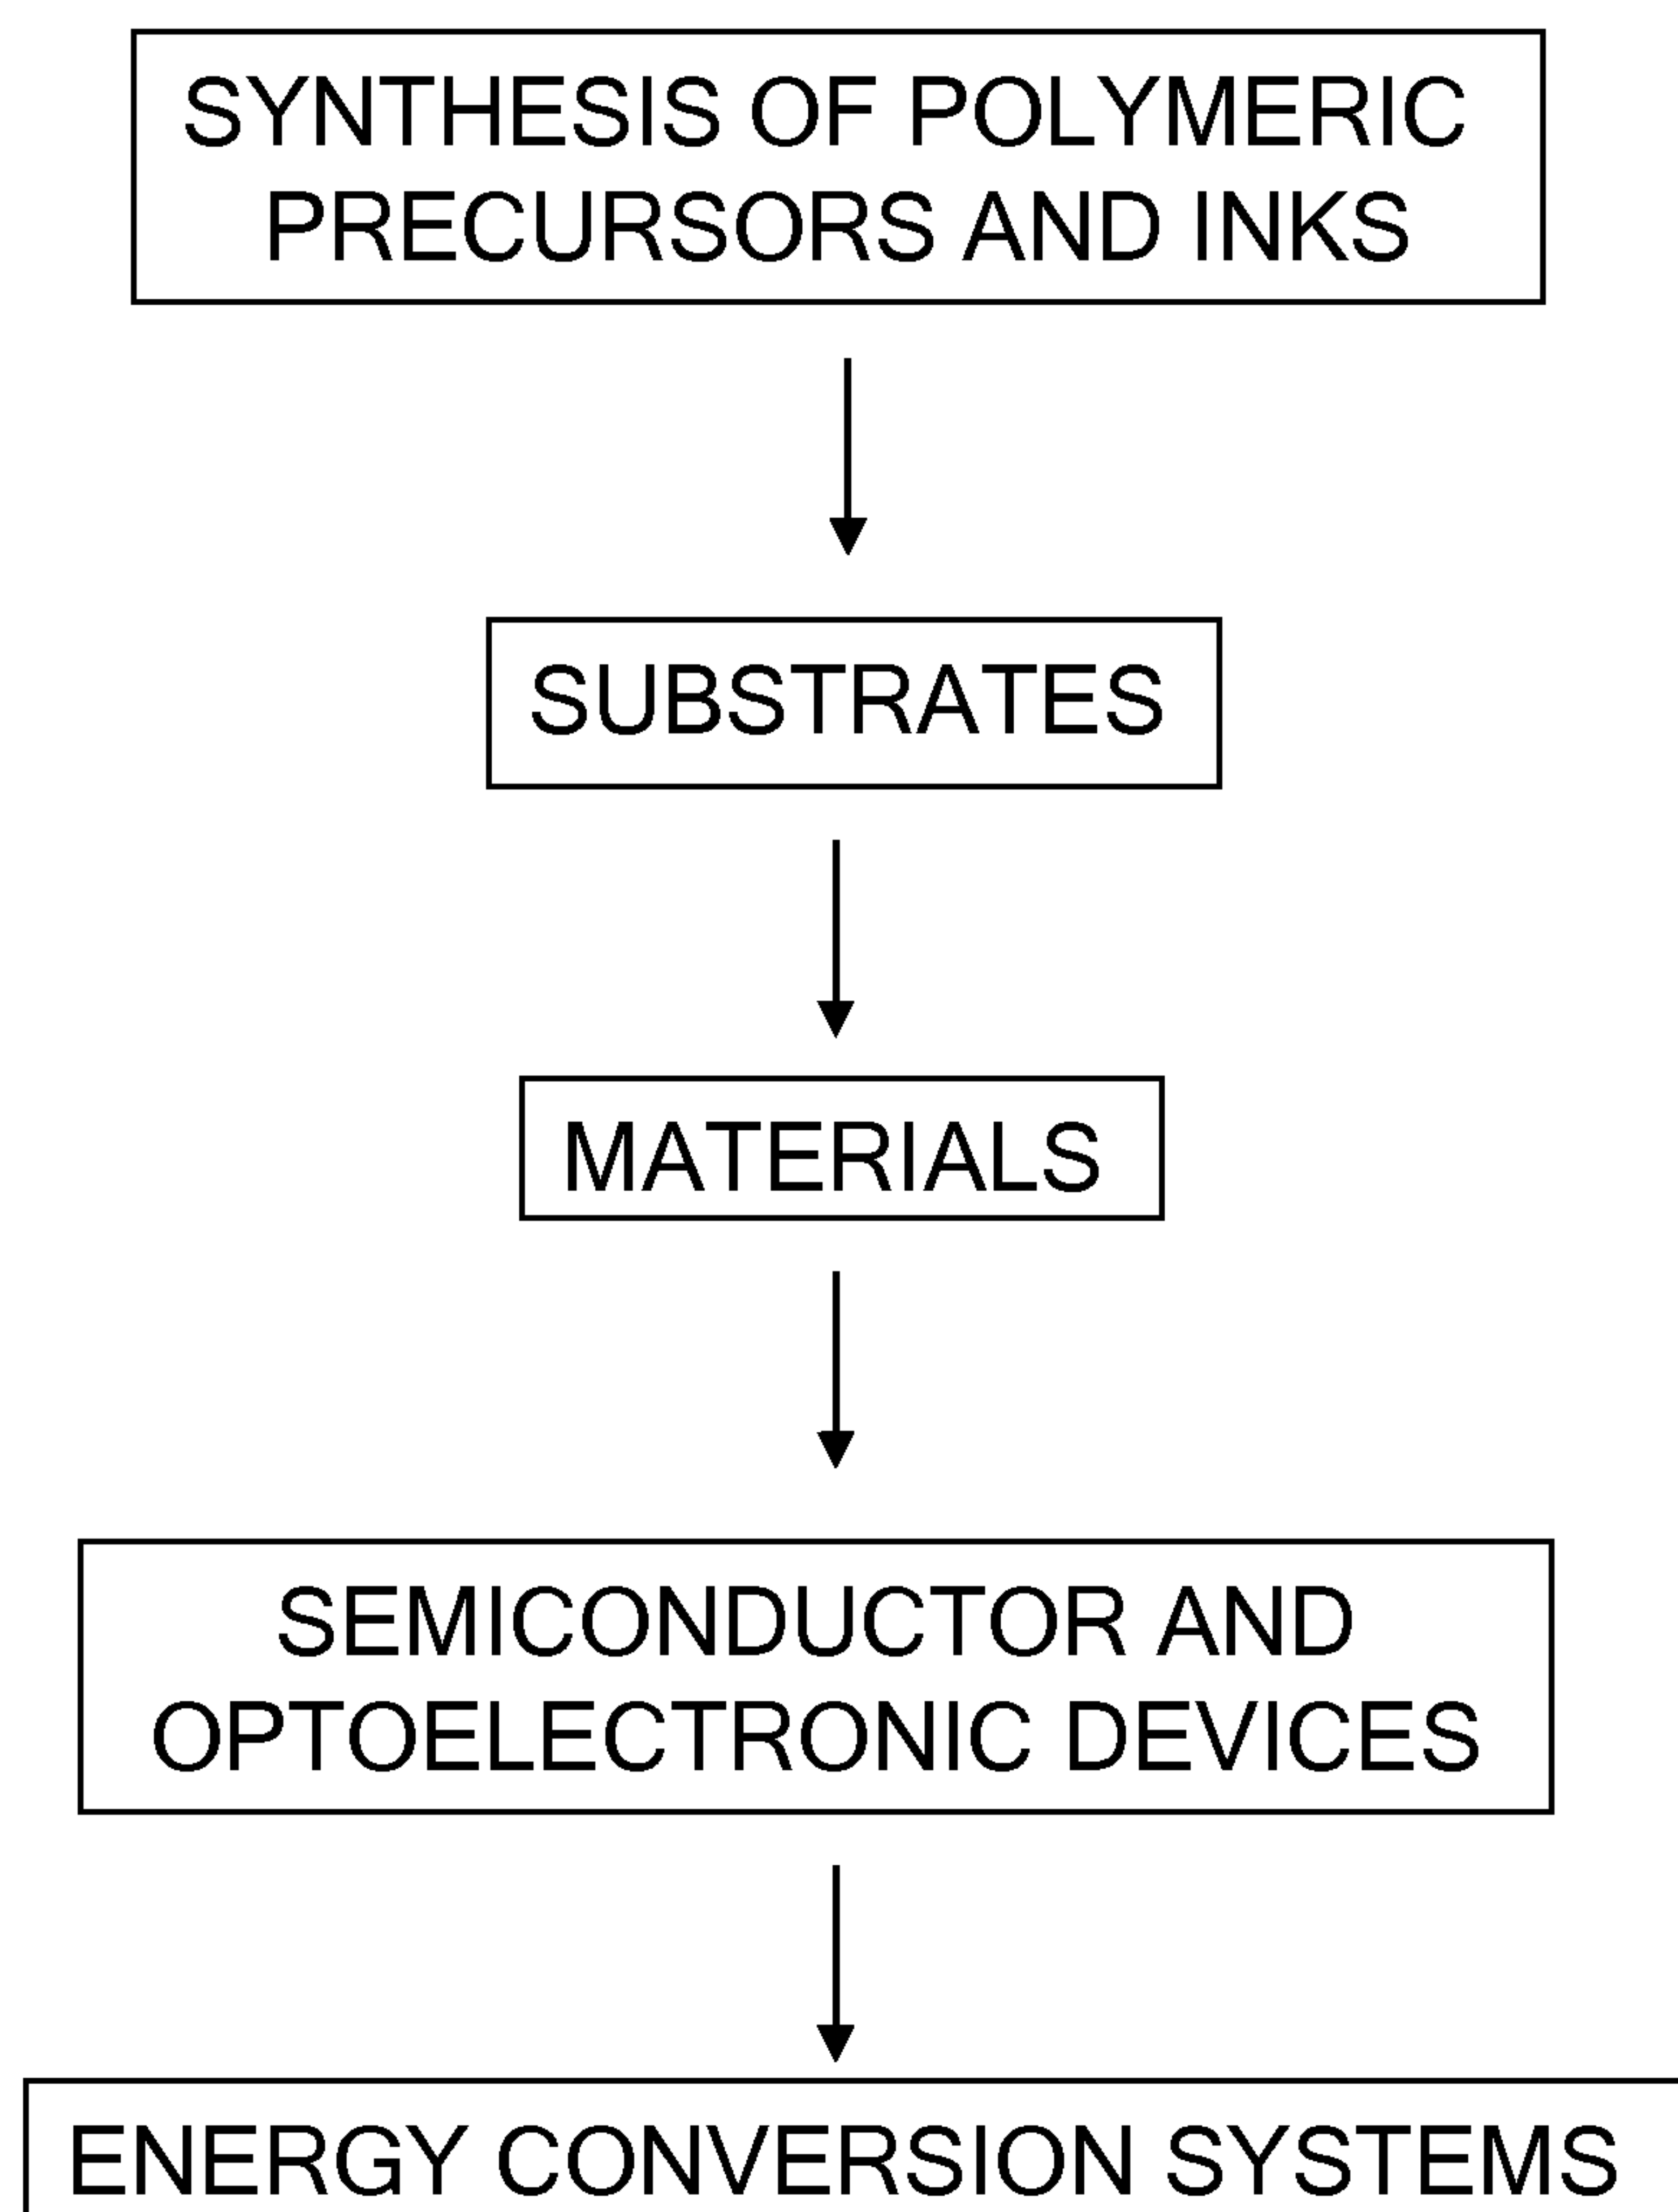 SYNTHESIS OF POLYMERIC
PRECURSORS AND INKS
SUBSTRATES
MATERIALS
SEMICONDUCTOR AND
OPTOELECTRONIC DEVICES
ENERGY CONVERSION SYSTEMS